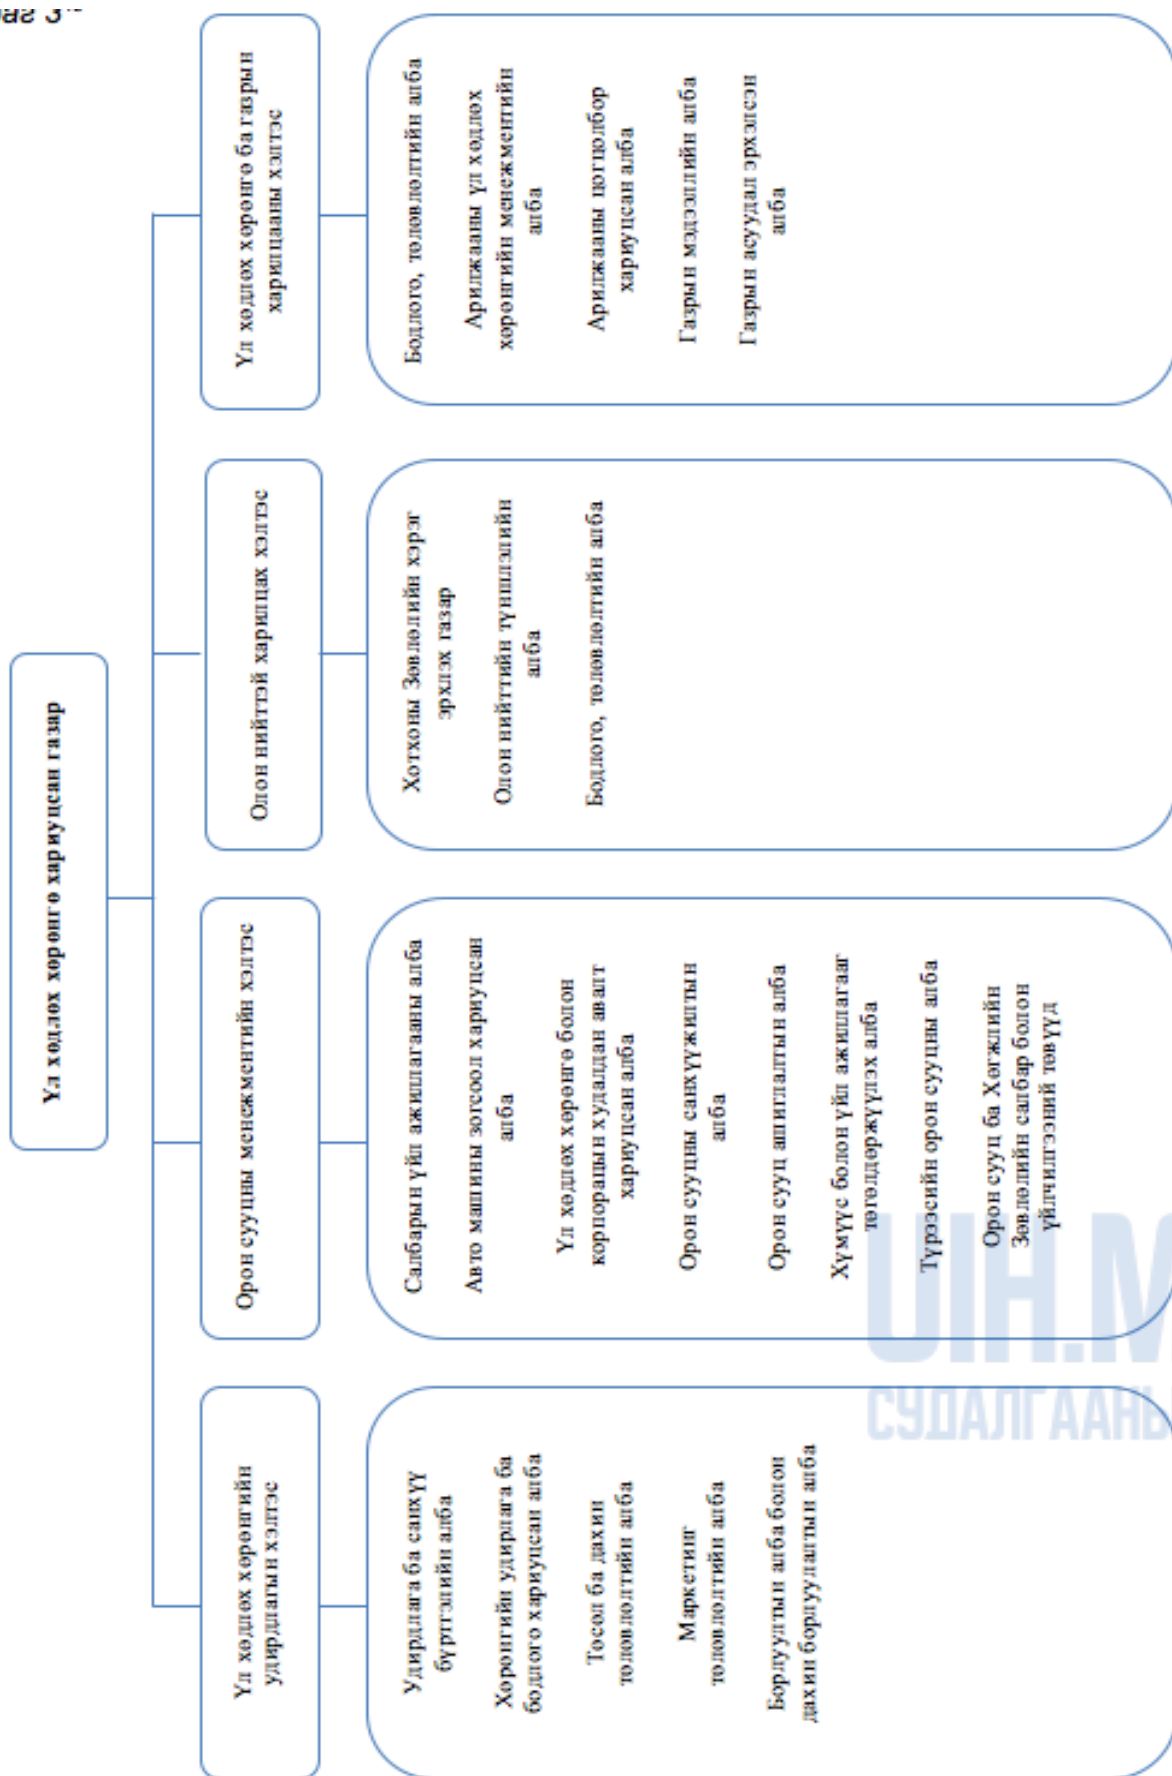 Үл хөдлөх хөрөнгө хариуцсан газар
Үл хөдлөх хөрөнгийн
удирдлагын хэлтэс
Удирдлага ба санхүү
бүртгэлийн алба
Хөрөнгийн удирлага ба
бодлого хариуцсан алба
Төсөл ба дахин
төлөвлөлтийн алба
Маркетинг
төлөвлөлтийн алба
Борлуултын алба болон
дахин борлуулалтын алба
Орон сууцны менежментийн хэлтэс
Салбарын үйл ажиллагааны алба
Авто машины зогсоол хариуцсан
алба
Үл хөдлөх хөрөнгө болон
корпорацын худалдан авалт
хариуцсан алба
Орон сууцны санхүүжилтын
алба
Орон сууц ашиглалтын алба
Хүмүүс болон үйл ажиллагааг
төгөлдөржүүлэх алба
Түрээсийн орон сууцны алба
Орон сууц ба Хөгжлийн
Зөвлөлийн салбар болон
үйлчилгээний төвүүд
Олон нийттэй харилцах хэлтэс
Хотхоны Зөвлөлийн хэрэг
эрхлэх газар
Олон нийтийн түншлэлийн
алба
Бодлого, төлөвлөлтийн алба
Үл хөдлөх хөрөнгө ба газрын
харилцааны хэлтэс
Бодлого, төлөвлөлтийн алба
Арилжааны үл хөдлөх
хөрөнгийн менежментийн
алба
Арилжааны цогцолбор
хариуцсан алба
Газрын мэдээллийн алба
Газрын асуудал эрхэлсэн
алба
UIH.M
СУДАЛГААНЫ